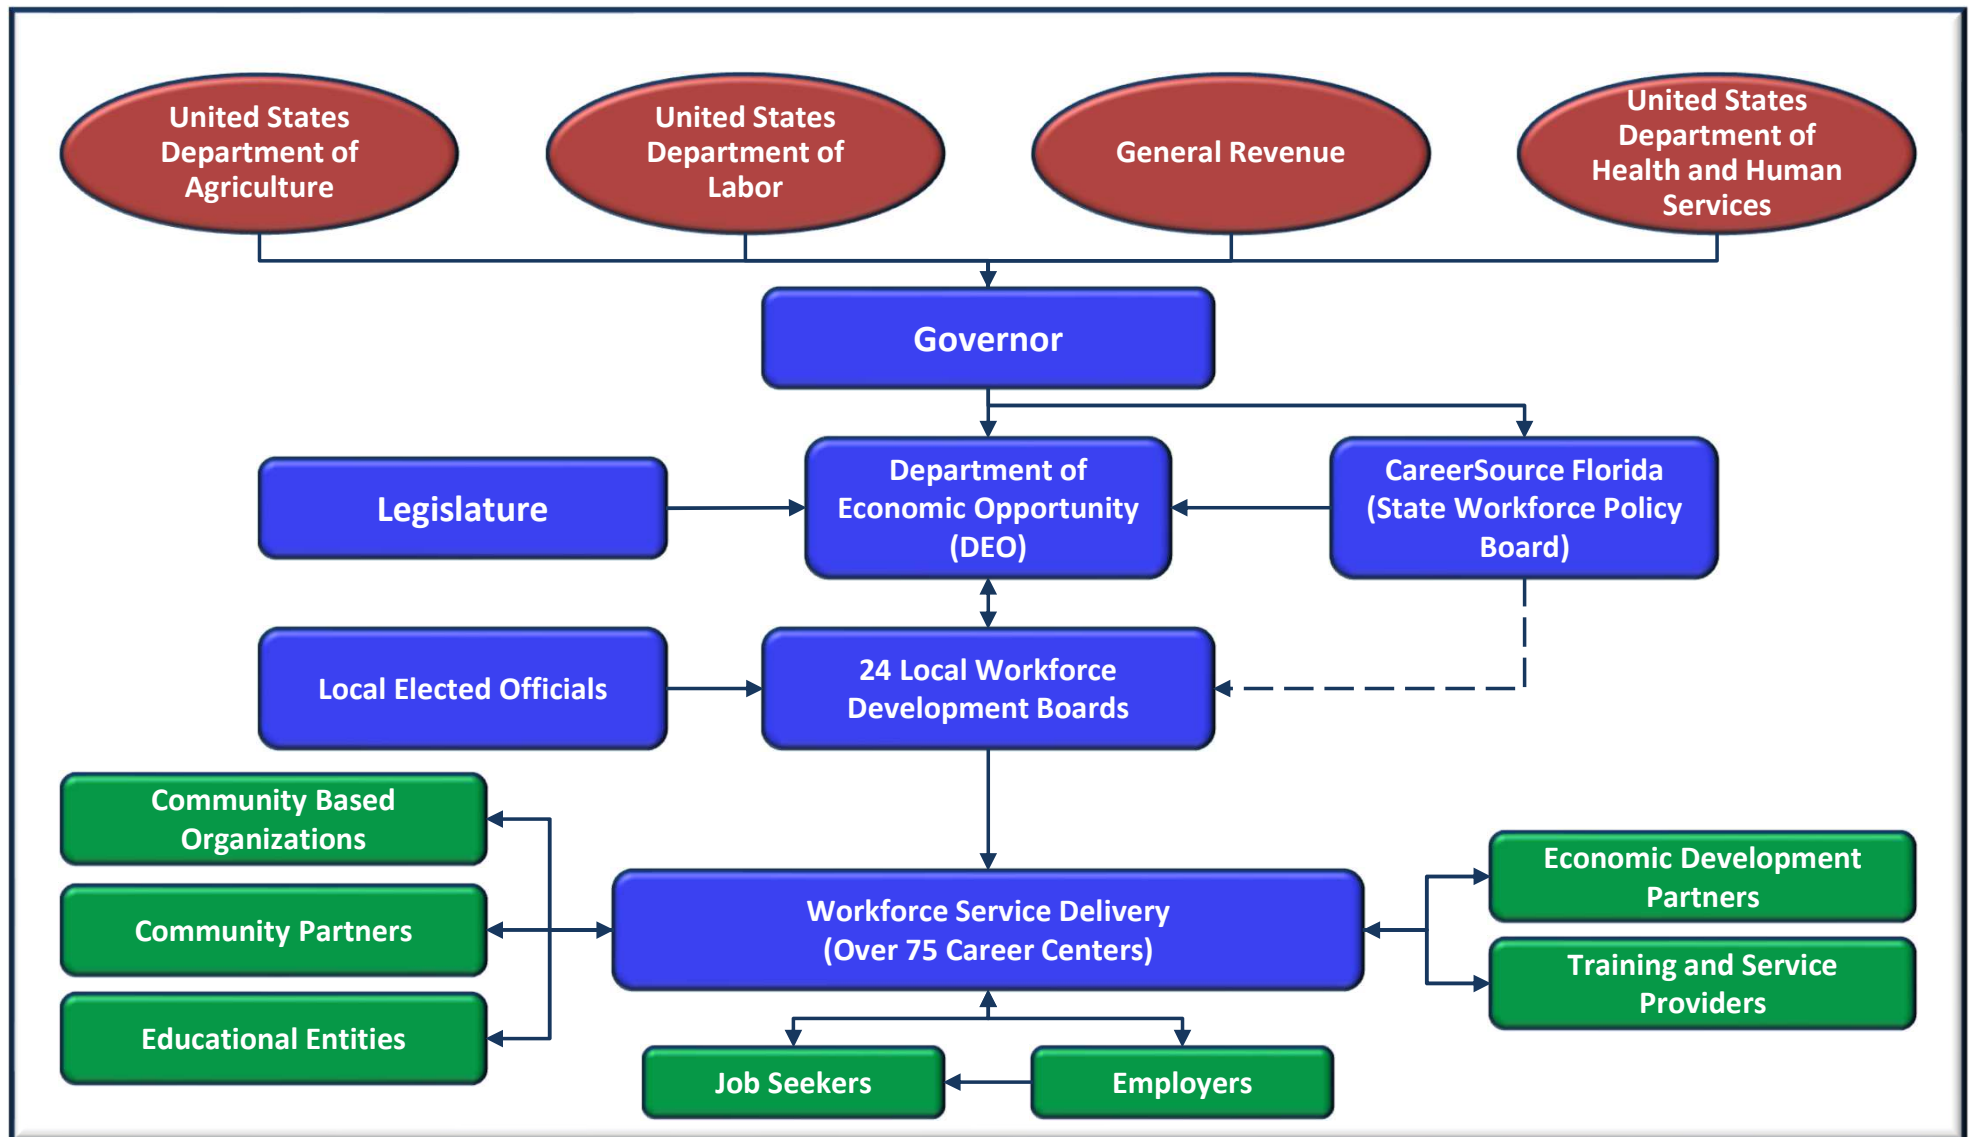 United States
Department of
Agriculture
United States
Department of
Labor
General Revenue
United States
Department of
Health and Human
Services
Governor
Legislature
Department of
Economic Opportunity
(DEO)
CareerSource Florida
(State Workforce Policy
Board)
Local Elected Officials
24 Local Workforce
Development Boards
Community Based
Organizations
Community Partners
Educational Entities
Workforce Service Delivery
(Over 75 Career Centers)
Economic Development
Partners
Training and Service
Providers
Job Seekers
Employers